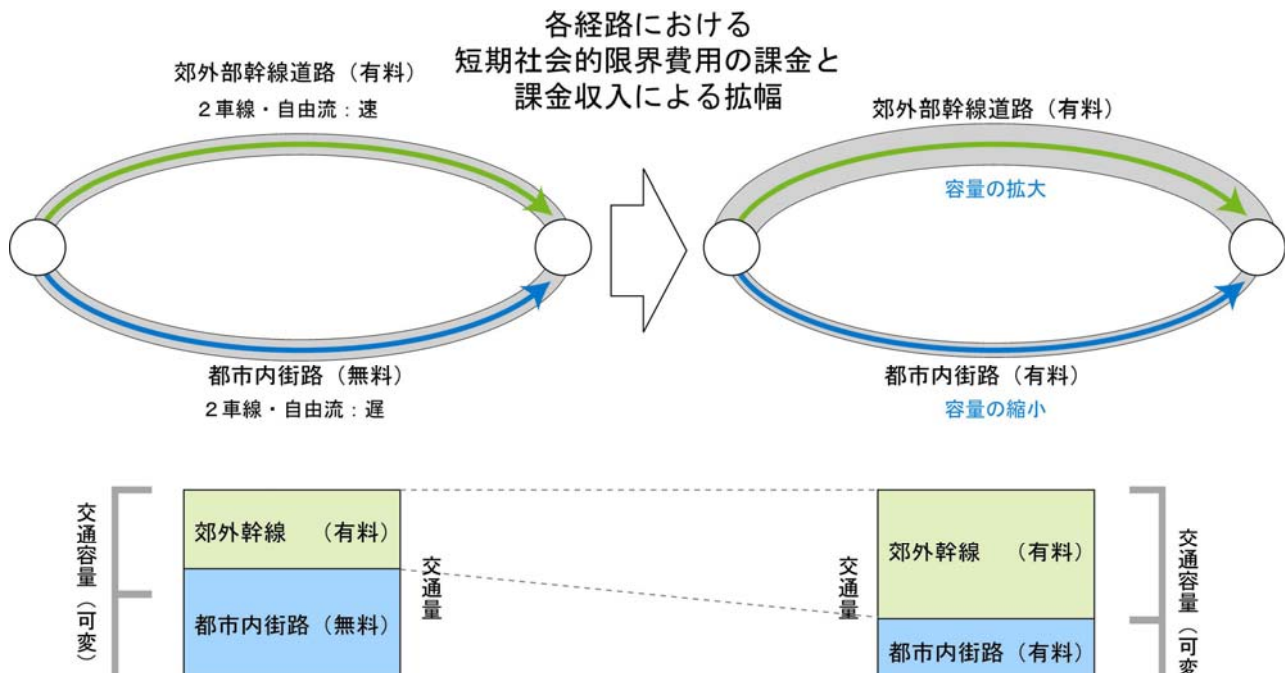 各経路における
短期社会的限界費用の課金と
課金収入による拡幅
郊外部幹線道路（有料）
２車線・自由流：速
都市内街路（無料）
２車線・自由流：遅
郊外部幹線道路（有料）
容量の拡大
都市内街路（有料）
容量の縮小
交通容量（可変）
郊外幹線　（有料）
都市内街路（無料）
交通量
交通量
郊外幹線　（有料）
都市内街路（有料）
交通容量（可変